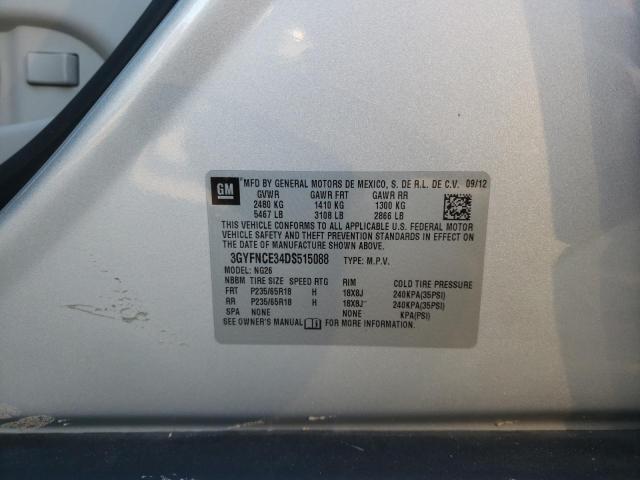 GM MFD BY GENERAL MOTORS DE MEXICO, S. DE R.L. DE C.V. 09/12
GVWR GAWR FRT GAWR RR
2480 KG 1410 KG 1300 KG
5467 LB 3108 LB 2866 LB
THIS VEHICLE CONFORMS TO ALL APPLICABLE U.S. FEDERAL MOTOR
VEHICLE SAFETY AND THEFT PREVENTION STANDARDS IN EFFECT ON
THE DATE OF MANUFACTURE SHOWN ABOVE.
3GYFNCE34DS515088 TYPE: M.P.V.
MODEL: NG26
NBBM TIRE SIZE SPEED RTG RIM COLD TIRE PRESSURE
FRT P235/65R18 H 18X8J 240KPA(35PSI)
RR P235/65R18 H 18X8J 240KPA(35PSI)
SPA NONE NONE KPA(PSI)
SEE OWNER'S MANUAL FOR MORE INFORMATION.